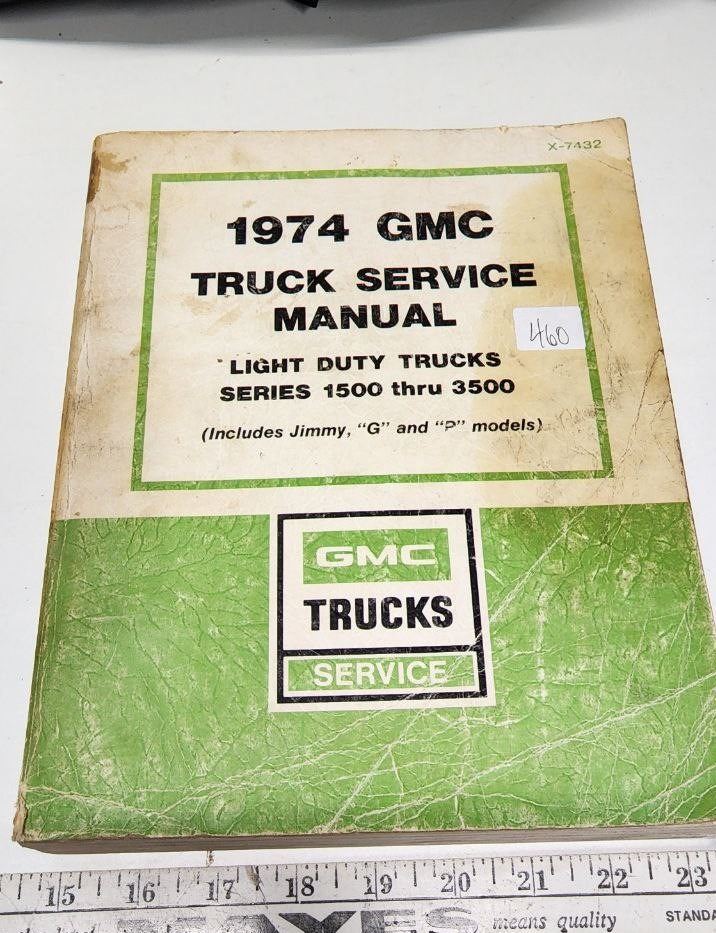 X-7432
1974 GMC
TRUCK SERVICE
MANUAL
460
LIGHT DUTY TRUCKS
SERIES 1500 thru 3500
(Includes Jimmy, "G" and "P" models)
GMC
TRUCKS
SERVICE
15 16 17 18 19 20 21 22 23
means quality
STANDA